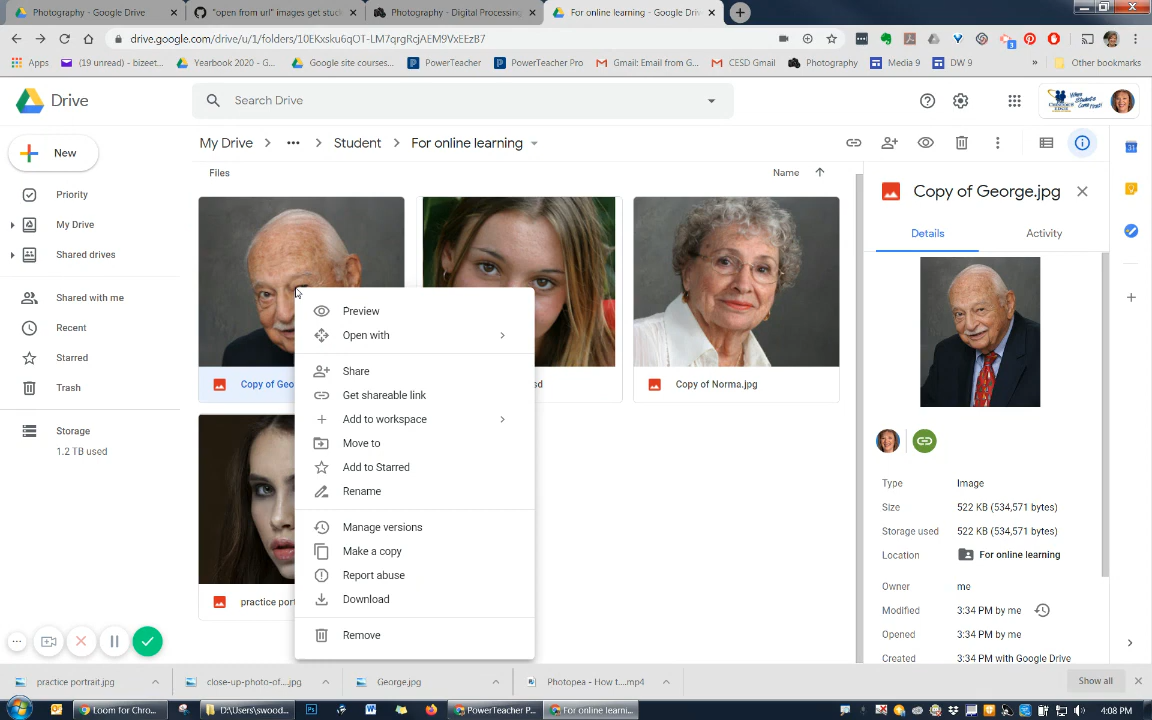 Photography - Google Drive
"open from url" images get stuc
Photography - Digital Processing
For online learning - Google Driv
drive.google.com/drive/u/1/folders/10EKxsku6qOT-LM7qrgRcjAEM9VxEEzB7
Apps
(19 unread) - bizeet...
Yearbook 2020 - G...
Google site courses...
PowerTeacher
PowerTeacher Pro
Gmail: Email from G...
CESD Gmail
Photography
Media 9
DW 9
»
Other bookmarks
Drive
Search Drive
My Drive > ••• > Student > For online learning
New
Files
Name
Priority
My Drive
Shared drives
Shared with me
Recent
Starred
Trash
Storage
1.2 TB used
Copy of Geo
sd
Copy of Norma.jpg
practice port
Preview
Open with
Share
Get shareable link
Add to workspace
Move to
Add to Starred
Rename
Manage versions
Make a copy
Report abuse
Download
Remove
Copy of George.jpg
Details
Activity
Type Image
Size 522 KB (534,571 bytes)
Storage used 522 KB (534,571 bytes)
Location For online learning
Owner me
Modified 3:34 PM by me
Opened 3:34 PM by me
Created 3:34 PM with Google Drive
practice portrait.jpg
close-up-photo-of....jpg
George.jpg
Photopea - How t....mp4
Show all
Loom for Chro...
D:\Users\swood...
PowerTeacher P...
For online learni...
4:08 PM